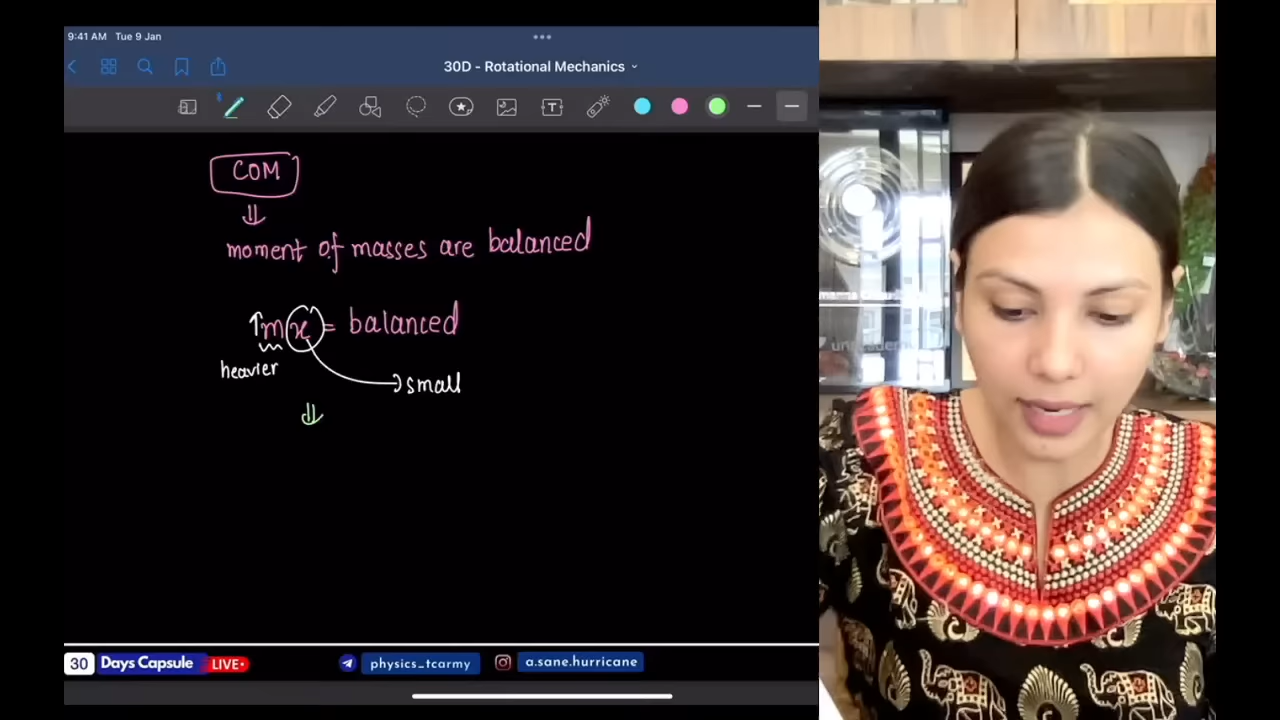 9:41 AM Tue 9 Jan
30D - Rotational Mechanics
T
COM
⇓
moment of masses are balanced
↑mx = balanced
heavier
small
⇓
30 Days Capsule LIVE
physics_tcarmy
a.sane.hurricane